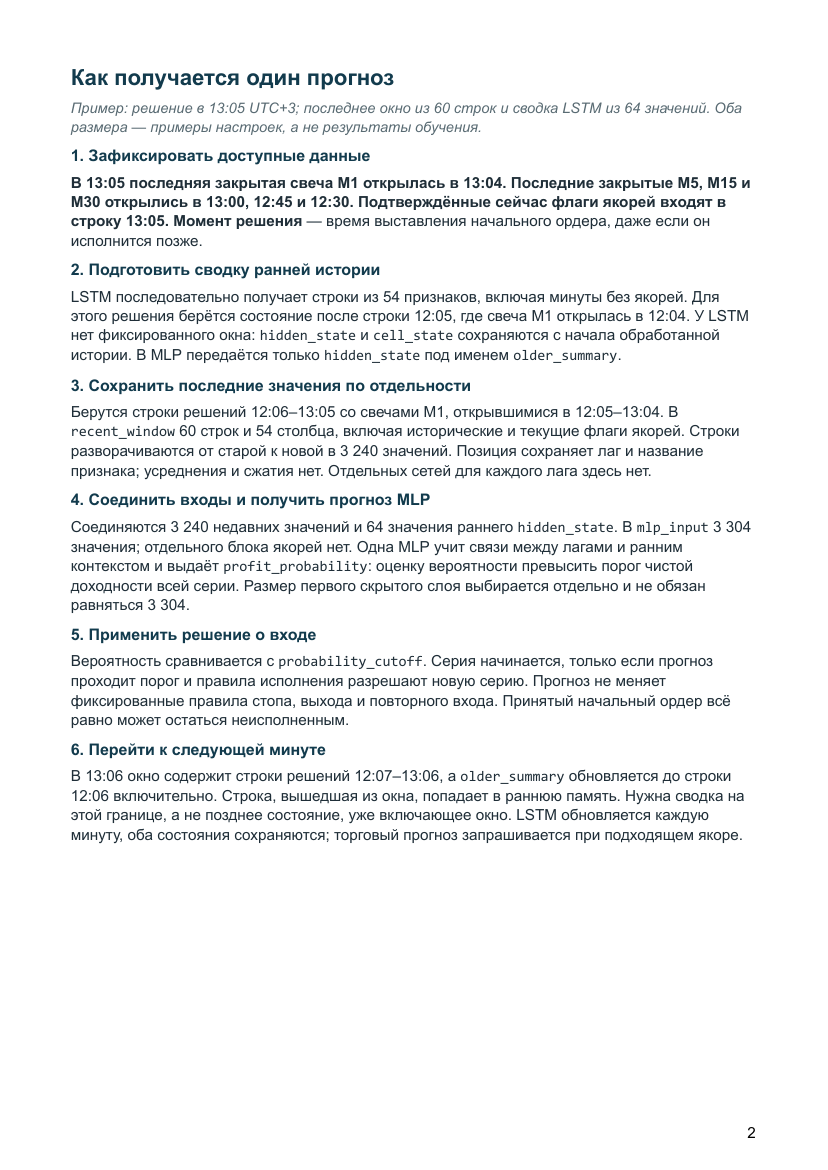 Как получается один прогноз
Пример: решение в 13:05 UTC+3; последнее окно из 60 строк и сводка LSTM из 64 значений. Оба
размера — примеры настроек, а не результаты обучения.
1. Зафиксировать доступные данные
В 13:05 последняя закрытая свеча M1 открылась в 13:04. Последние закрытые M5, M15 и
M30 открылись в 13:00, 12:45 и 12:30. Подтверждённые сейчас флаги якорей входят в
строку 13:05. Момент решения — время выставления начального ордера, даже если он
исполнится позже.
2. Подготовить сводку ранней истории
LSTM последовательно получает строки из 54 признаков, включая минуты без якорей. Для
этого решения берётся состояние после строки 12:05, где свеча M1 открылась в 12:04. У LSTM
нет фиксированного окна: hidden_state и cell_state сохраняются с начала обработанной
истории. В MLP передаётся только hidden_state под именем older_summary.
3. Сохранить последние значения по отдельности
Берутся строки решений 12:06–13:05 со свечами M1, открывшимися в 12:05–13:04. В
recent_window 60 строк и 54 столбца, включая исторические и текущие флаги якорей. Строки
разворачиваются от старой к новой в 3 240 значений. Позиция сохраняет лаг и название
признака; усреднения и сжатия нет. Отдельных сетей для каждого лага здесь нет.
4. Соединить входы и получить прогноз MLP
Соединяются 3 240 недавних значений и 64 значения раннего hidden_state. В mlp_input 3 304
значения; отдельного блока якорей нет. Одна MLP учит связи между лагами и ранним
контекстом и выдаёт profit_probability: оценку вероятности превысить порог чистой
доходности всей серии. Размер первого скрытого слоя выбирается отдельно и не обязан
равняться 3 304.
5. Применить решение о входе
Вероятность сравнивается с probability_cutoff. Серия начинается, только если прогноз
проходит порог и правила исполнения разрешают новую серию. Прогноз не меняет
фиксированные правила стопа, выхода и повторного входа. Принятый начальный ордер всё
равно может остаться неисполненным.
6. Перейти к следующей минуте
В 13:06 окно содержит строки решений 12:07–13:06, а older_summary обновляется до строки
12:06 включительно. Строка, вышедшая из окна, попадает в раннюю память. Нужна сводка на
этой границе, а не позднее состояние, уже включающее окно. LSTM обновляется каждую
минуту, оба состояния сохраняются; торговый прогноз запрашивается при подходящем якоре.
2